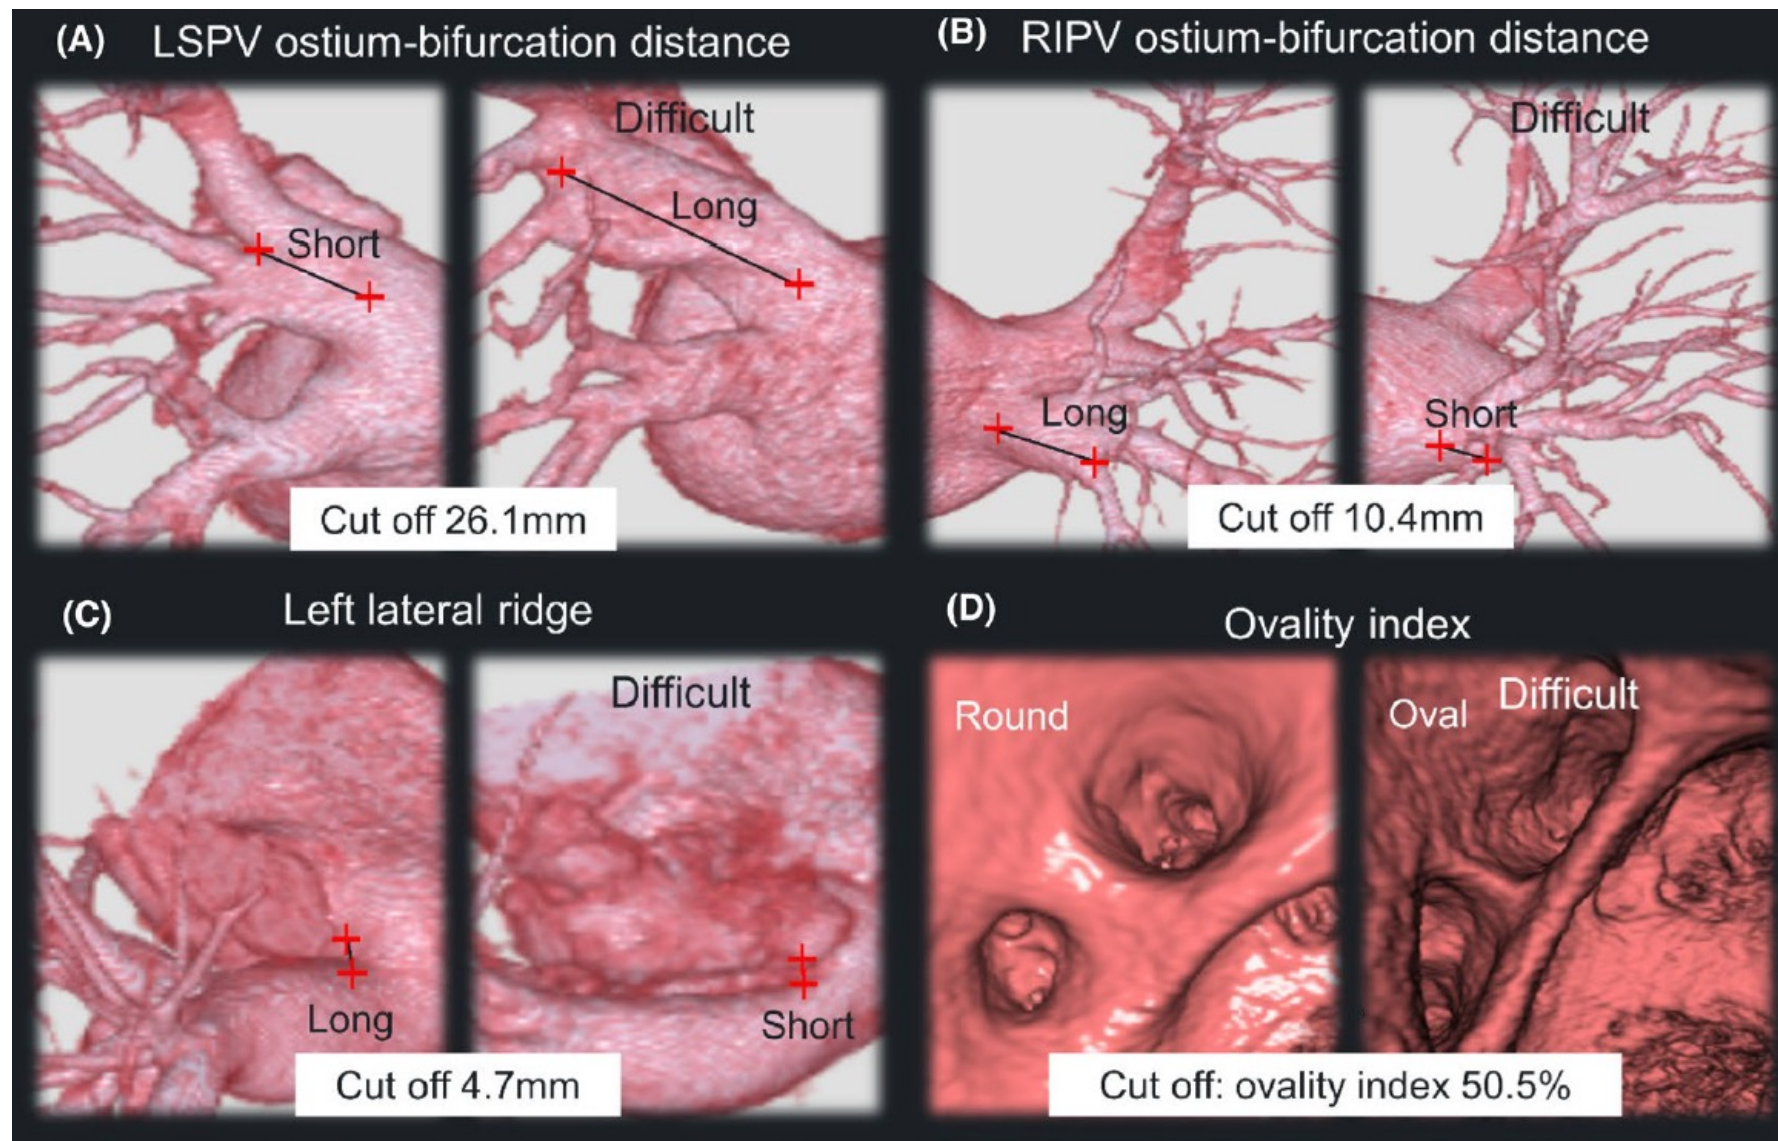 (A) LSPV ostium-bifurcation distance
Short
Difficult
Long
Cut off 26.1mm
(B) RIPV ostium-bifurcation distance
Long
Difficult
Short
Cut off 10.4mm
(C) Left lateral ridge
Long
Difficult
Short
Cut off 4.7mm
(D) Ovality index
Round
Oval Difficult
Cut off: ovality index 50.5%